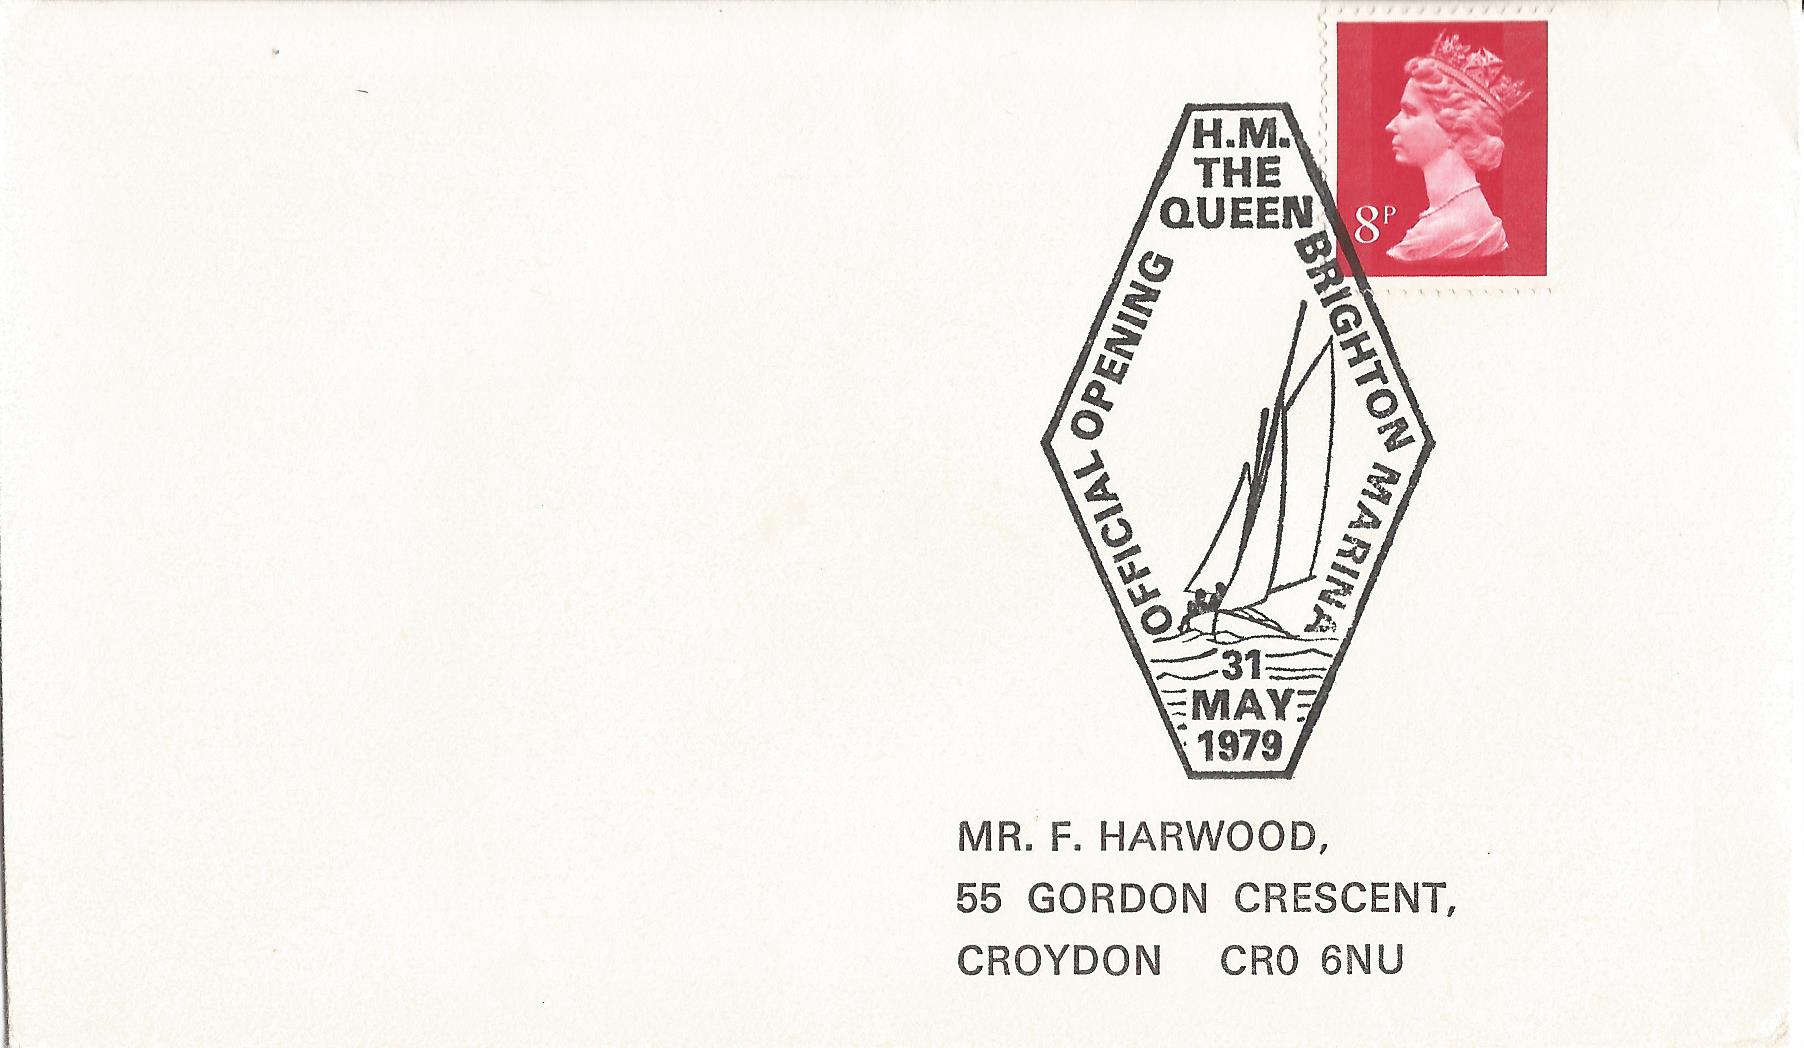 8P
H.M.
THE
QUEEN
OFFICIAL OPENING
BRIGHTON MARINA
31
MAY
1979
MR. F. HARWOOD,
55 GORDON CRESCENT,
CROYDON CR0 6NU